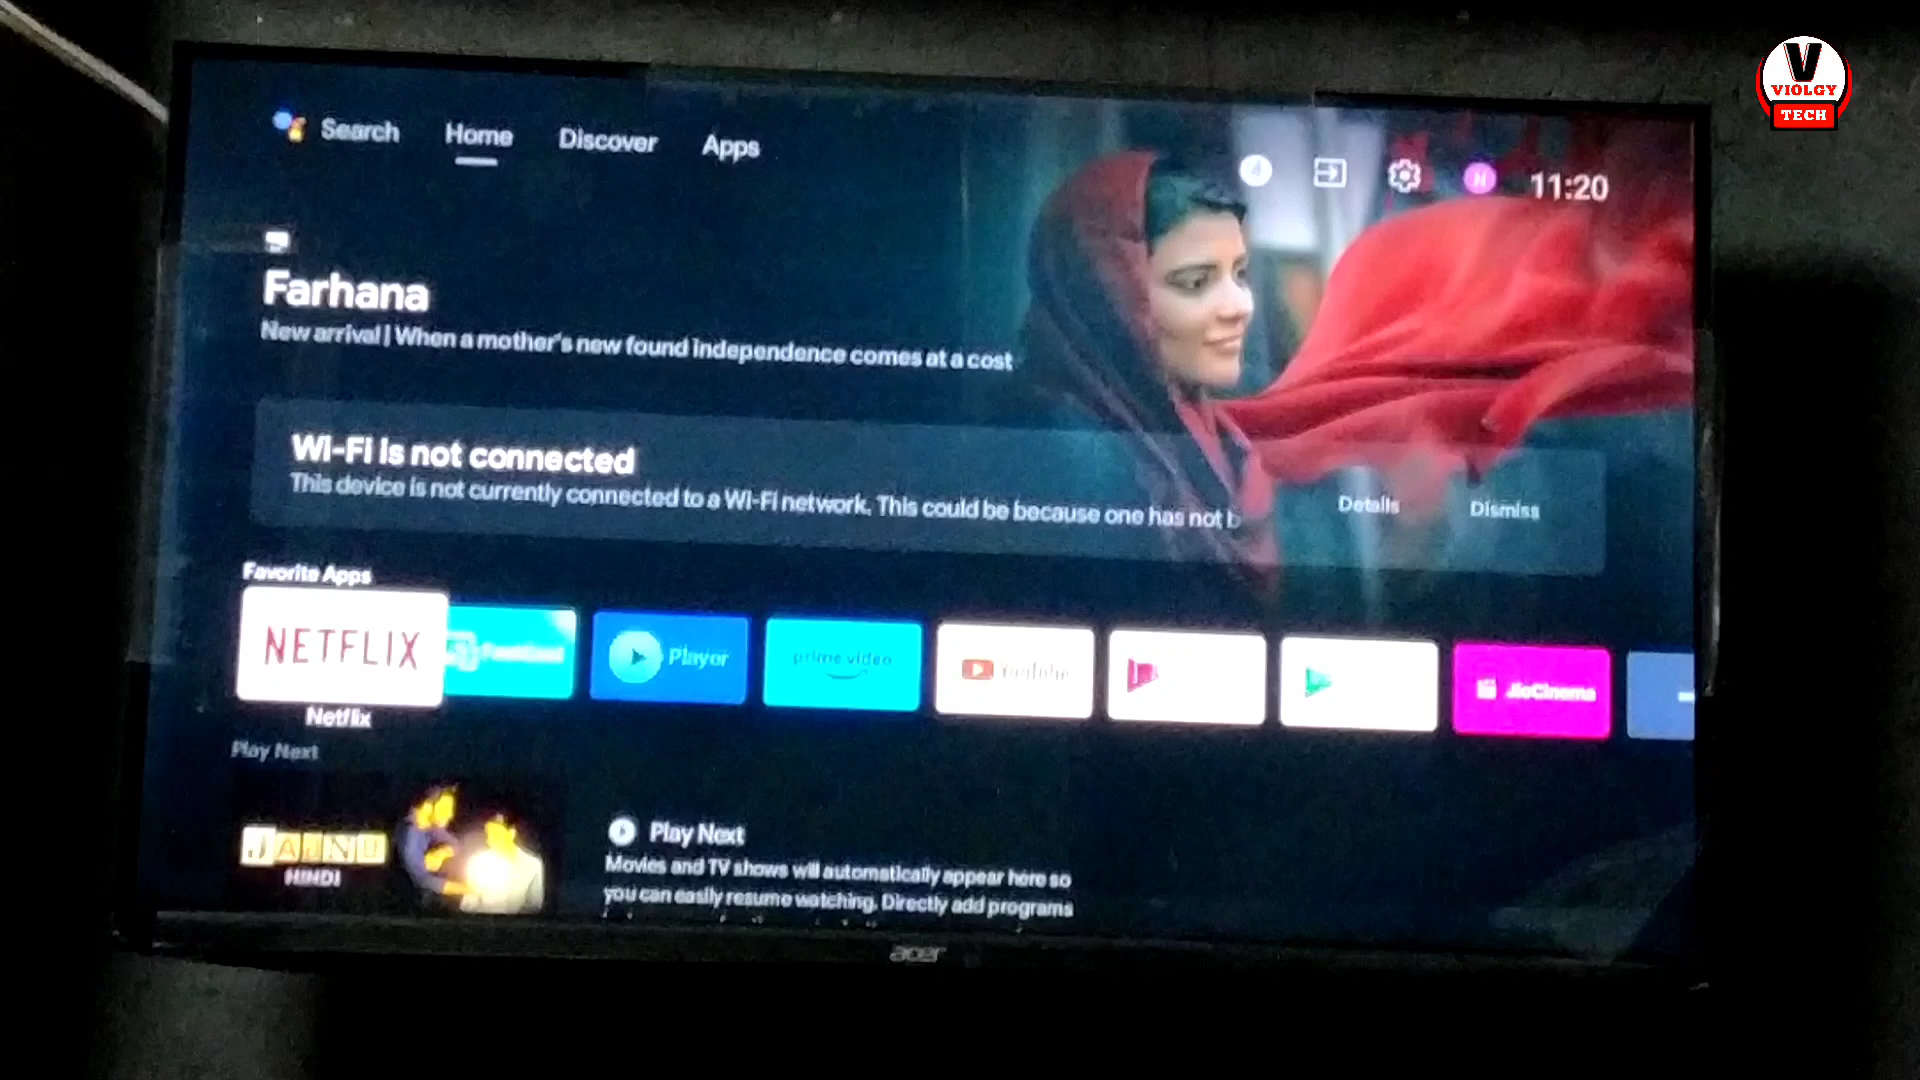 V
VIOLGY
TECH
Search Home Discover Apps
4 N 11:20
Farhana
New arrival | When a mother's new found independence comes at a cost
Wi-Fi is not connected
This device is not currently connected to a Wi-Fi network. This could be because one has not b
Details Dismiss
Favorite Apps
NETFLIX Player prime video YouTube JioCinema
Netflix
Play Next
JAINU
HINDI
Play Next
Movies and TV shows will automatically appear here so
you can easily resume watching. Directly add programs
acer